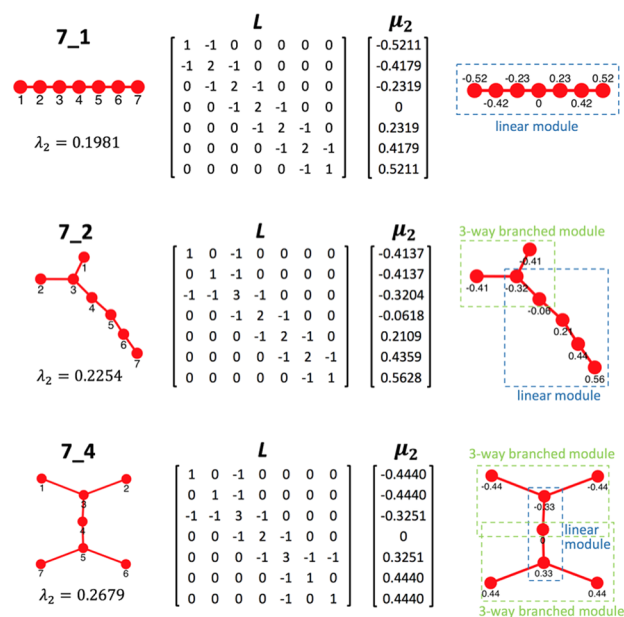 7_1
L
μ₂
1 2 3 4 5 6 7
λ₂ = 0.1981
1 -1 0 0 0 0 0
-1 2 -1 0 0 0 0
0 -1 2 -1 0 0 0
0 0 -1 2 -1 0 0
0 0 0 -1 2 -1 0
0 0 0 0 -1 2 -1
0 0 0 0 0 -1 1
-0.5211
-0.4179
-0.2319
0
0.2319
0.4179
0.5211
-0.52 -0.23 0.23 0.52
-0.42 0 0.42
linear module
7_2
L
μ₂
1
2 3
4
5
6
7
λ₂ = 0.2254
1 0 -1 0 0 0 0
0 1 -1 0 0 0 0
-1 -1 3 -1 0 0 0
0 0 -1 2 -1 0 0
0 0 0 -1 2 -1 0
0 0 0 0 -1 2 -1
0 0 0 0 0 -1 1
-0.4137
-0.4137
-0.3204
-0.0618
0.2109
0.4359
0.5628
3-way branched module
-0.41
-0.41 -0.32
-0.06
0.21
0.44
0.56
linear module
7_4
L
μ₂
1 2
3
4
5
7 6
λ₂ = 0.2679
1 0 -1 0 0 0 0
0 1 -1 0 0 0 0
-1 -1 3 -1 0 0 0
0 0 -1 2 -1 0 0
0 0 0 -1 3 -1 -1
0 0 0 0 -1 1 0
0 0 0 0 -1 0 1
-0.4440
-0.4440
-0.3251
0
0.3251
0.4440
0.4440
3-way branched module
-0.44 -0.44
-0.33
0
linear
module
0.33
0.44 0.44
3-way branched module